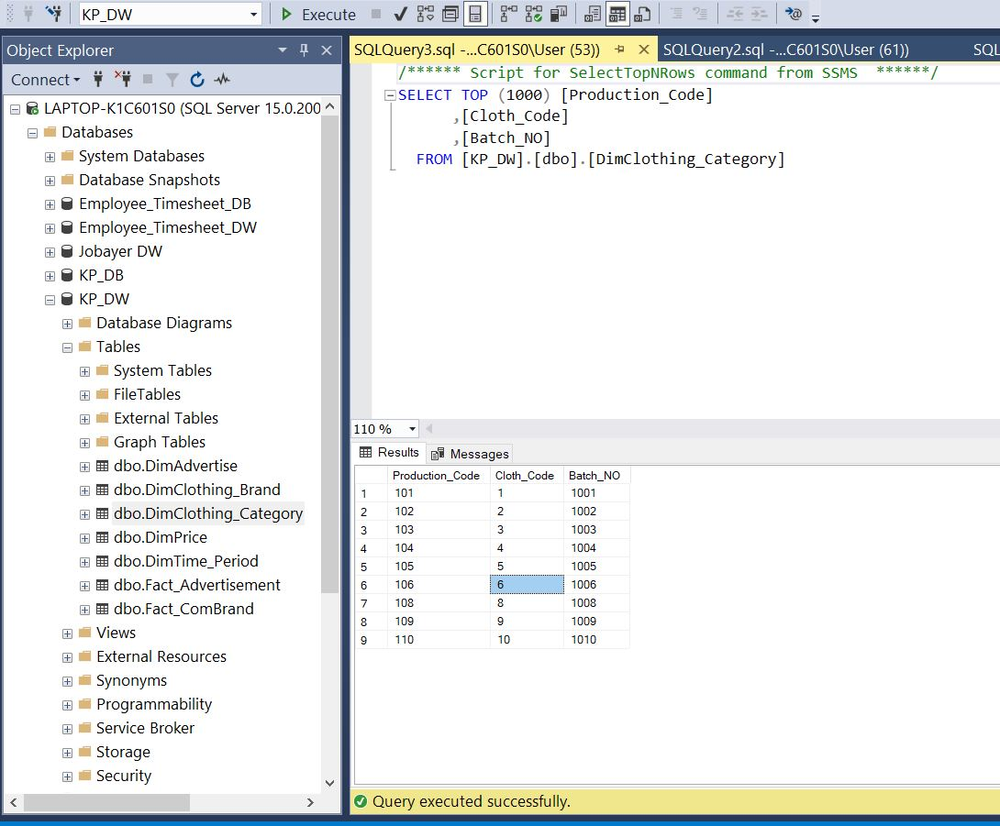 KP_DW
Execute
Object Explorer
Connect
LAPTOP-K1C601S0 (SQL Server 15.0.200
Databases
System Databases
Database Snapshots
Employee_Timesheet_DB
Employee_Timesheet_DW
Jobayer DW
KP_DB
KP_DW
Database Diagrams
Tables
System Tables
FileTables
External Tables
Graph Tables
dbo.DimAdvertise
dbo.DimClothing_Brand
dbo.DimClothing_Category
dbo.DimPrice
dbo.DimTime_Period
dbo.Fact_Advertisement
dbo.Fact_ComBrand
Views
External Resources
Synonyms
Programmability
Service Broker
Storage
Security
SQLQuery3.sql -...C601S0\User (53)) SQLQuery2.sql -...C601S0\User (61)) SQL
/****** Script for SelectTopNRows command from SSMS ******/
SELECT TOP (1000) [Production_Code]
,[Cloth_Code]
,[Batch_NO]
FROM [KP_DW].[dbo].[DimClothing_Category]
110 %
Results Messages
Production_Code Cloth_Code Batch_NO
1 101 1 1001
2 102 2 1002
3 103 3 1003
4 104 4 1004
5 105 5 1005
6 106 6 1006
7 108 8 1008
8 109 9 1009
9 110 10 1010
Query executed successfully.